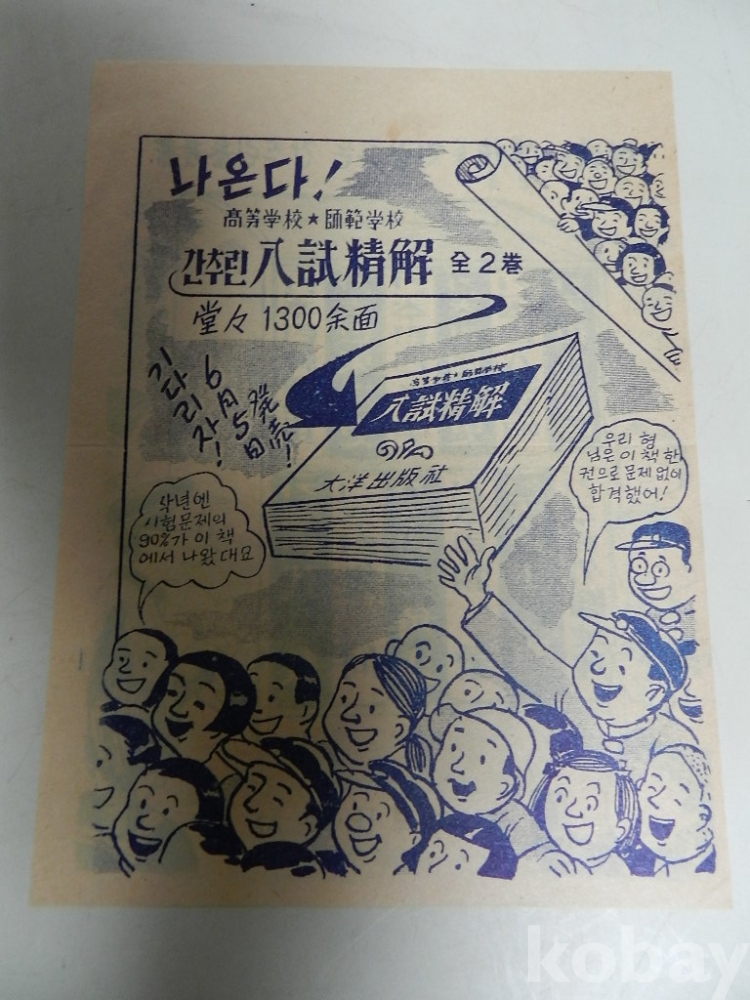 나온다!
高等学校★師範学校
간추린 入試精解 全2巻
堂々 1300余面
기다리자!
6月5日
発売!!
高等学校★師範学校
入試精解
大洋出版社
우리 형
님은 이 책 한
권으로 문제 없이
합격했어!
작년엔
시험문제의
90%가 이 책
에서 나왔대요
kobay